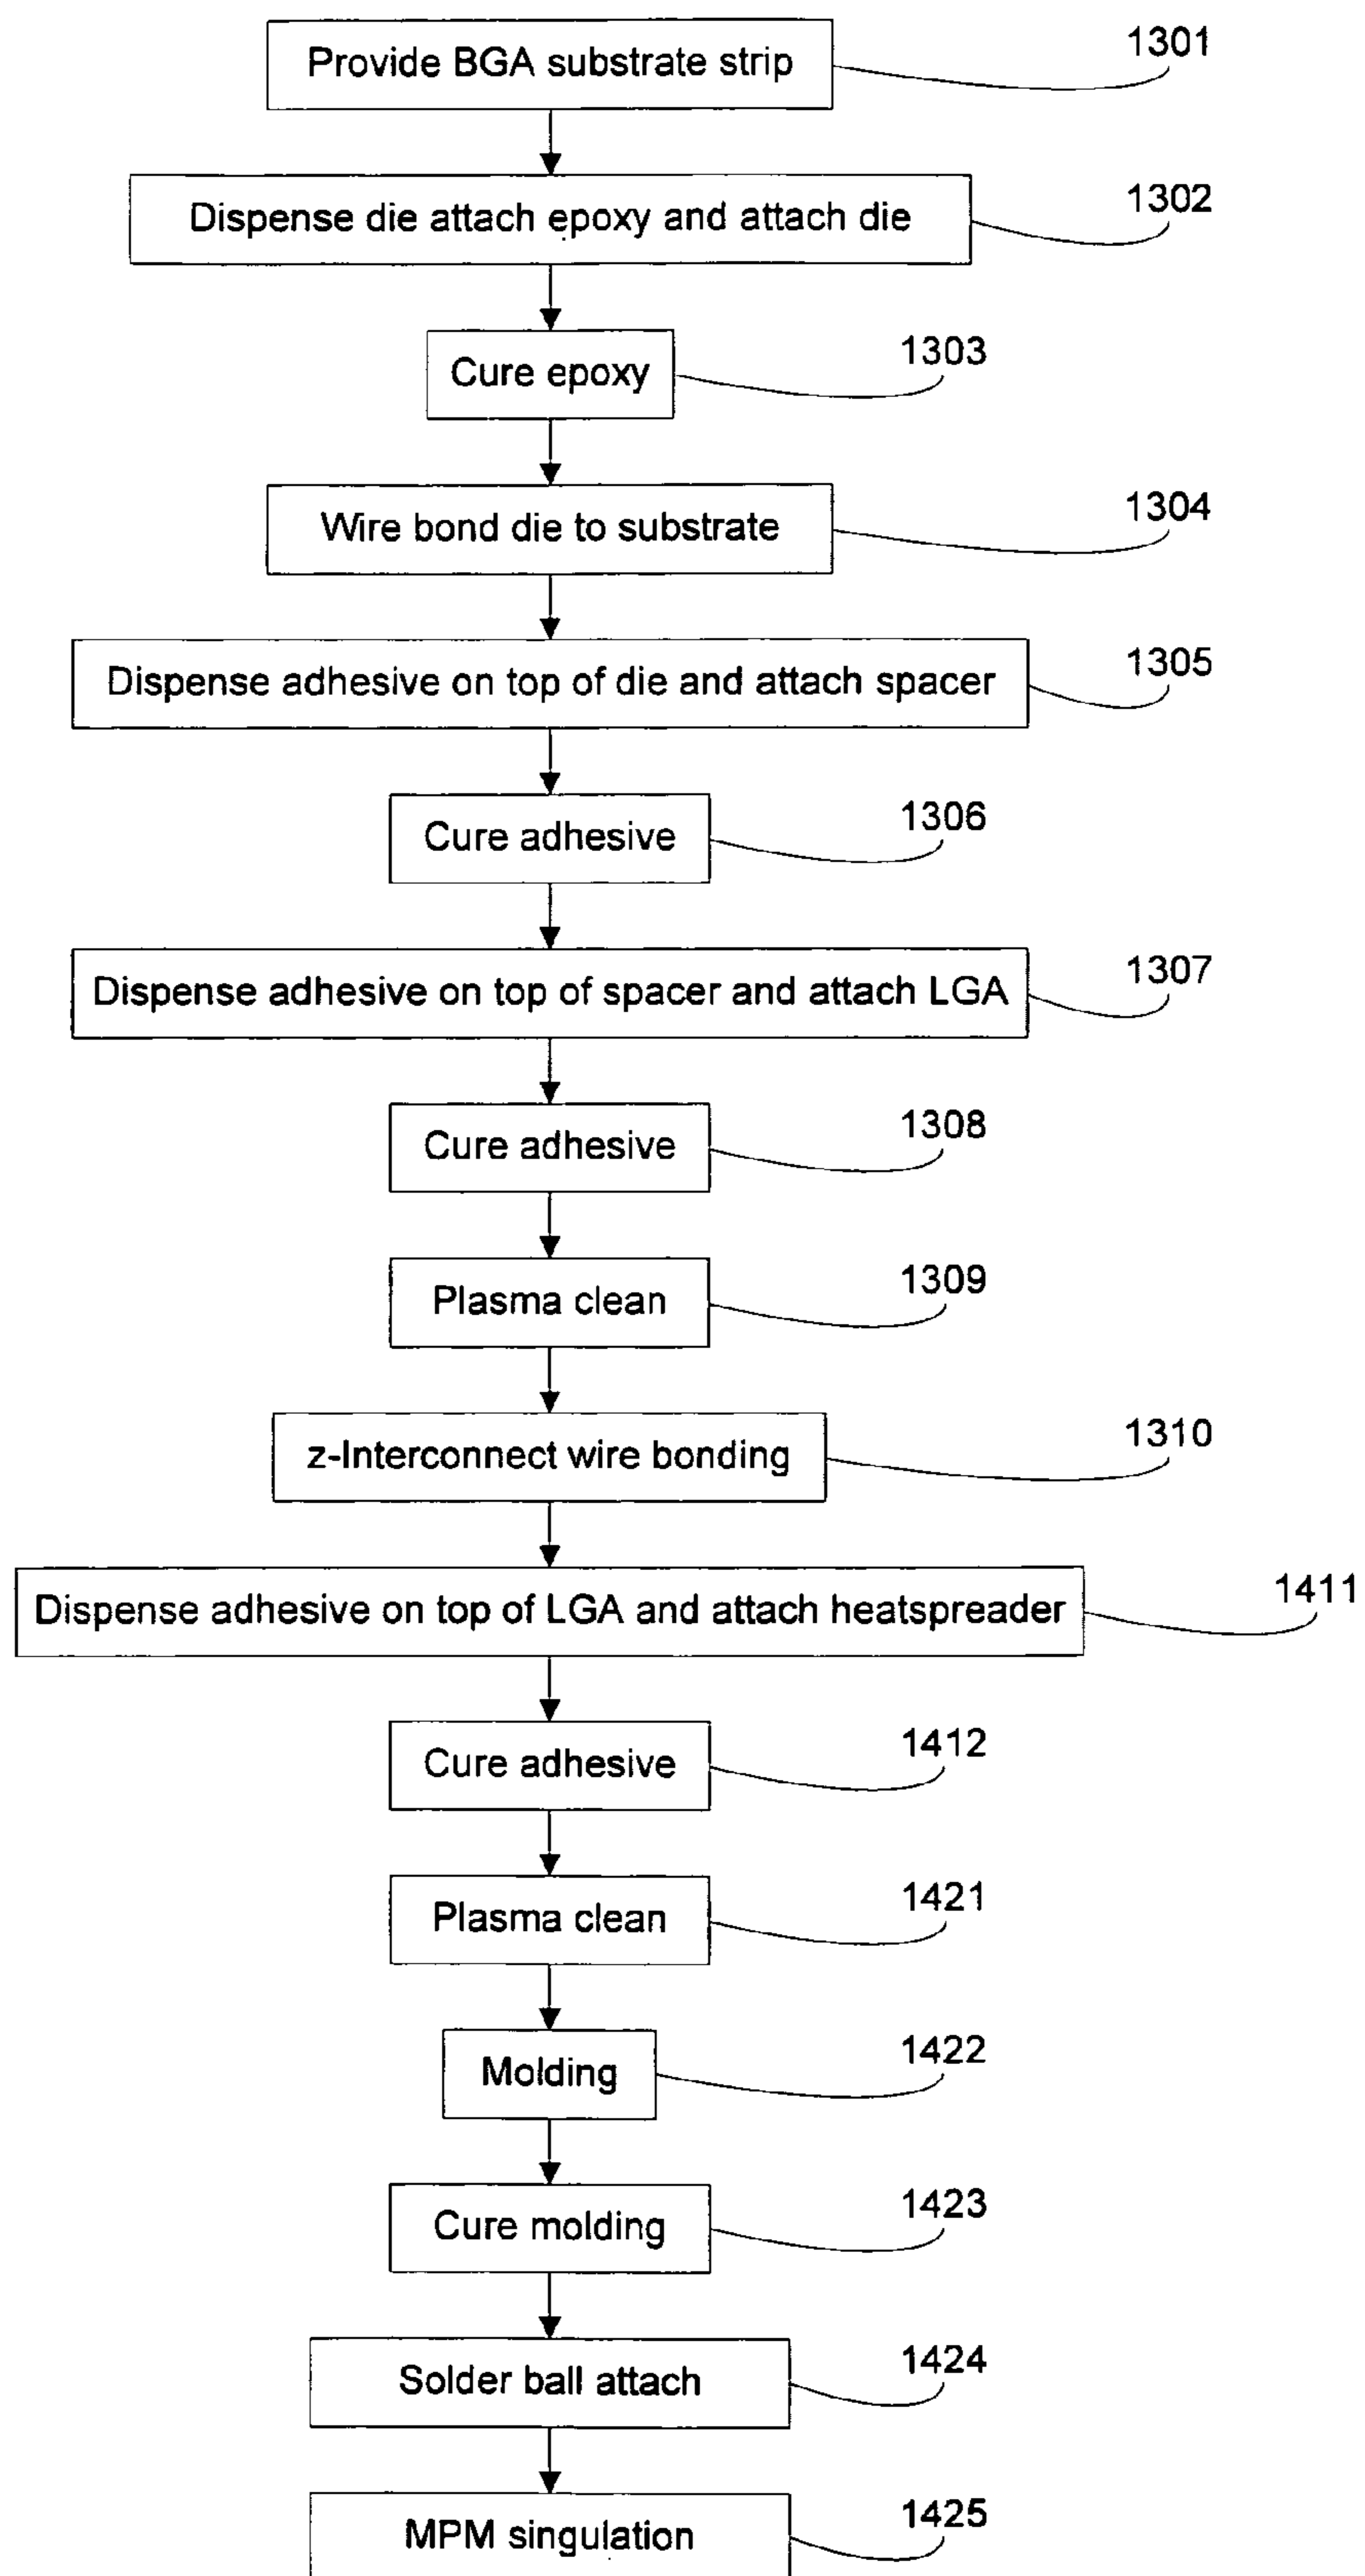 Provide BGA substrate strip
1301
Dispense die attach epoxy and attach die
1302
Cure epoxy
1303
Wire bond die to substrate
1304
Dispense adhesive on top of die and attach spacer
1305
Cure adhesive
1306
Dispense adhesive on top of spacer and attach LGA
1307
Cure adhesive
1308
Plasma clean
1309
z-Interconnect wire bonding
1310
Dispense adhesive on top of LGA and attach heatspreader
1411
Cure adhesive
1412
Plasma clean
1421
Molding
1422
Cure molding
1423
Solder ball attach
1424
MPM singulation
1425